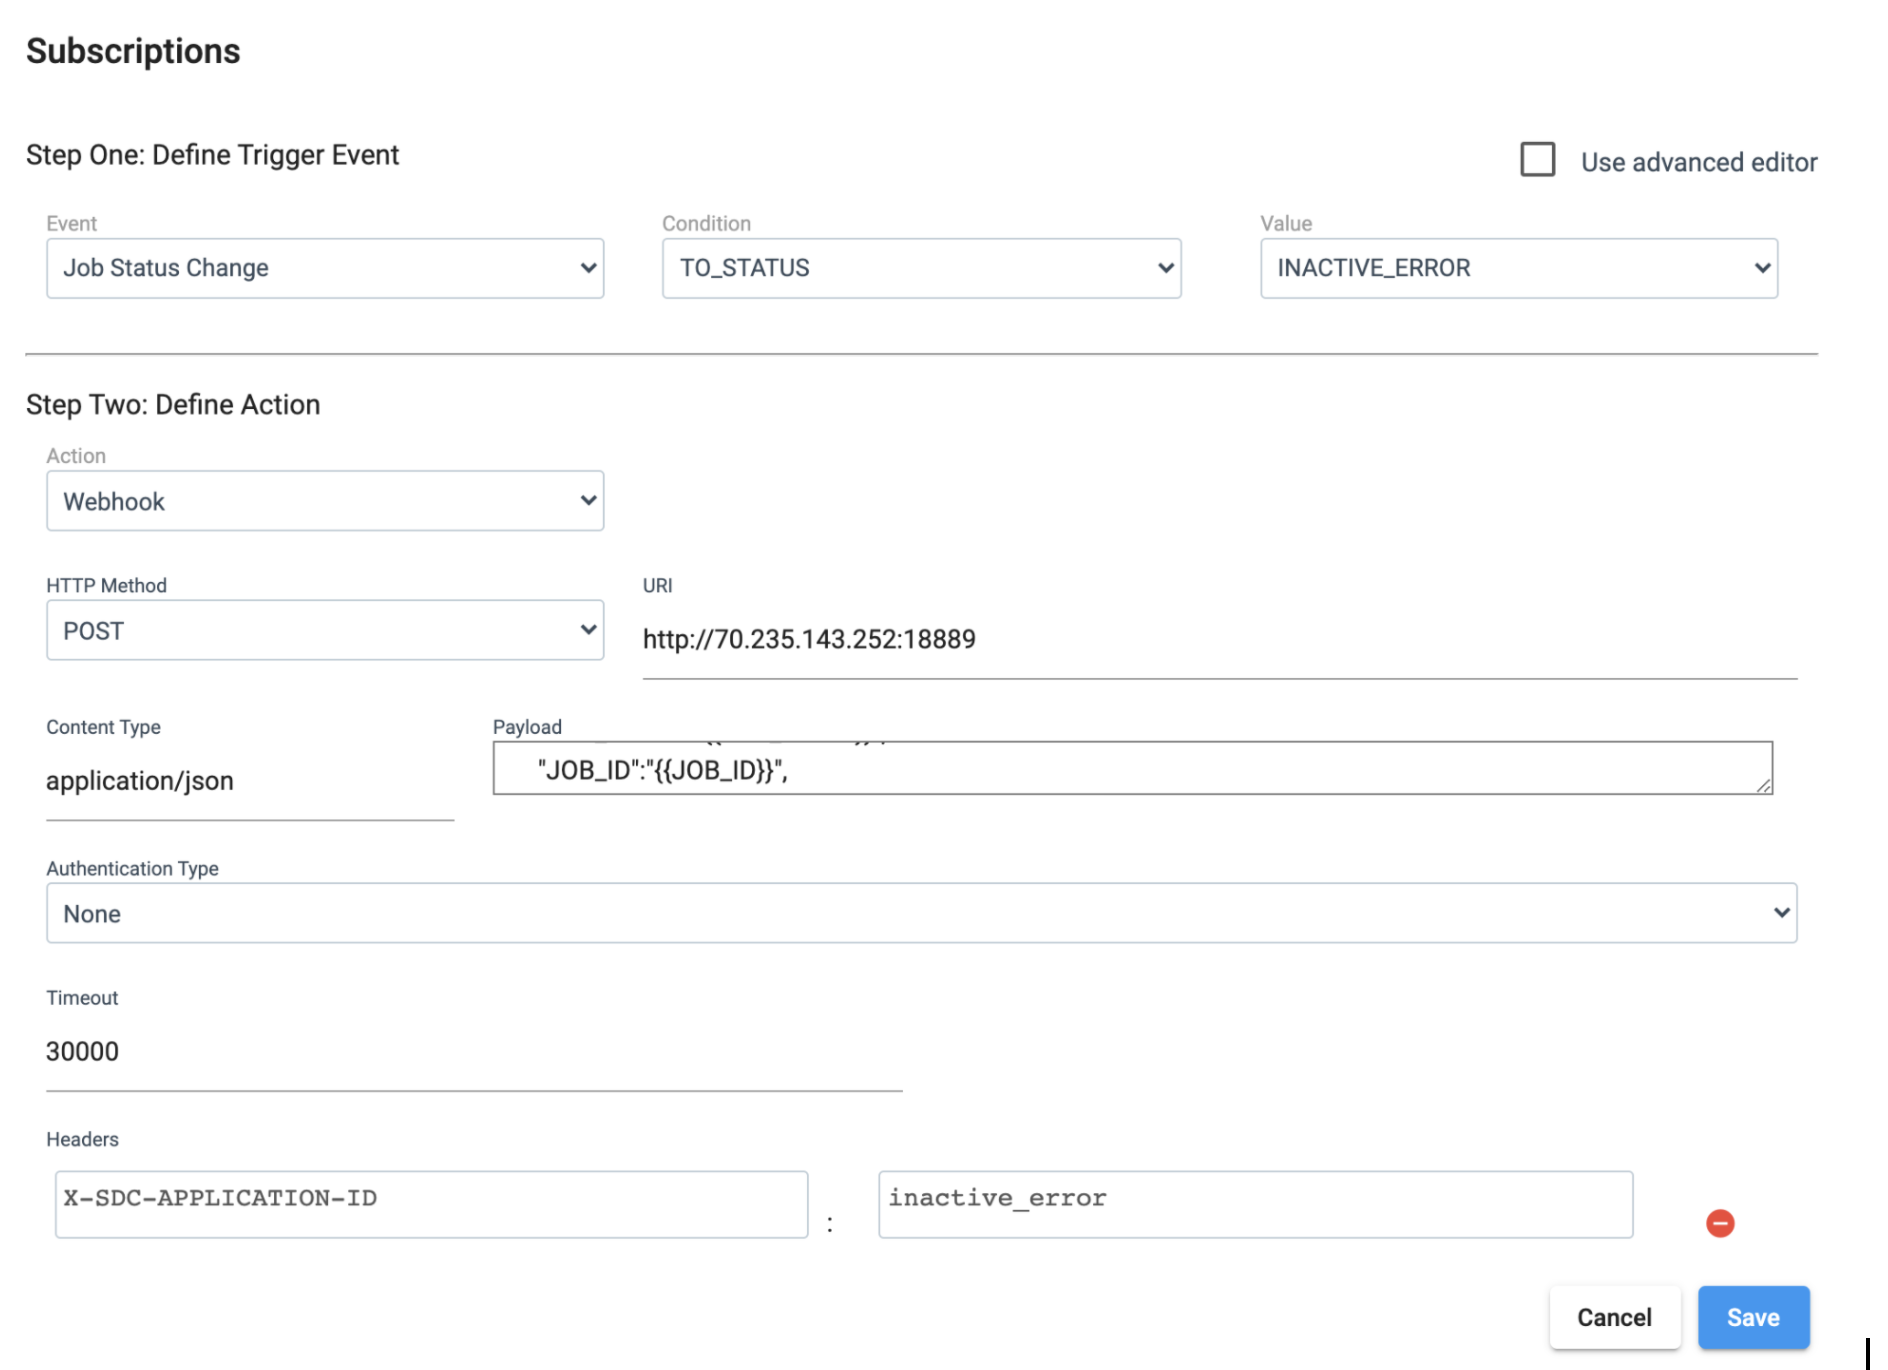 Subscriptions
Step One: Define Trigger Event
Use advanced editor
Event
Condition
Value
Job Status Change
TO_STATUS
INACTIVE_ERROR
Step Two: Define Action
Action
Webhook
HTTP Method
URI
POST
http://70.235.143.252:18889
Content Type
Payload
application/json
"JOB_ID":"{{JOB_ID}}",
Authentication Type
None
Timeout
30000
Headers
X-SDC-APPLICATION-ID
:
inactive_error
Cancel
Save